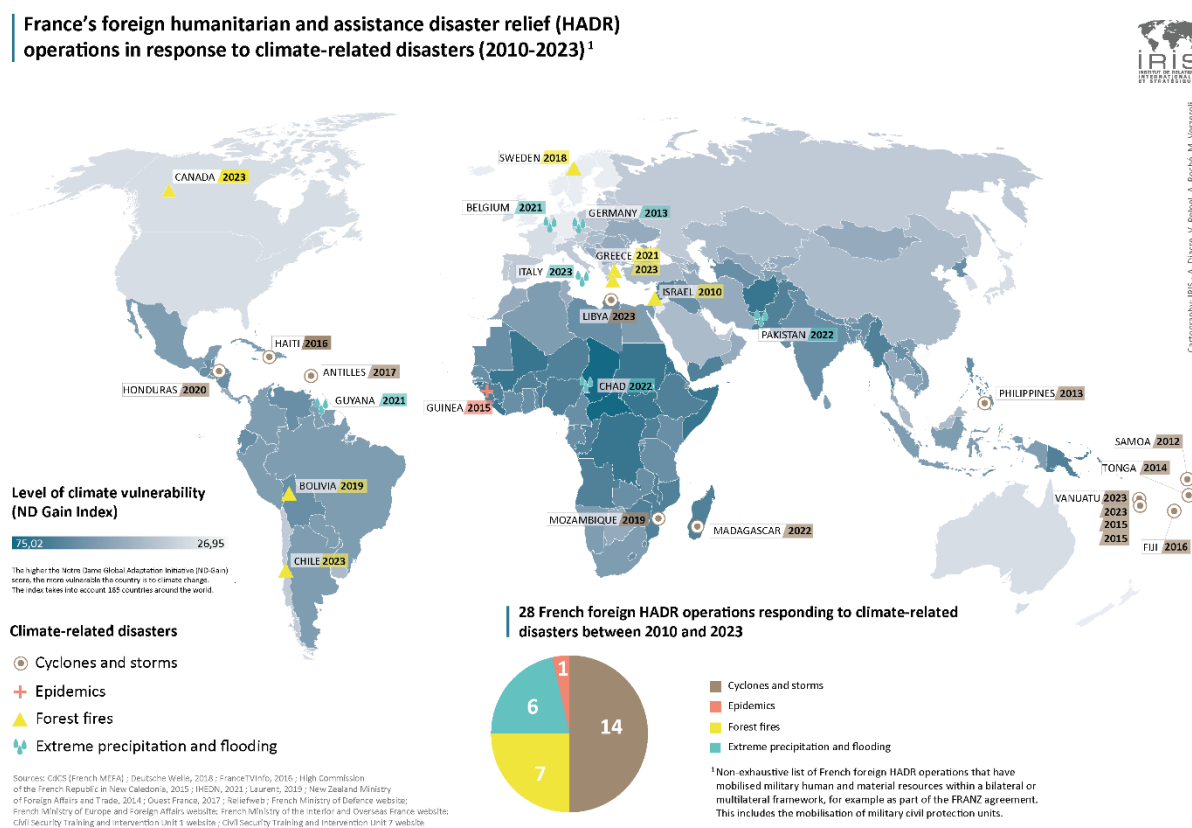 France's foreign humanitarian and assistance disaster relief (HADR)
operations in response to climate-related disasters (2010-2023) 1
IRIS
INSTITUT DE RELATI
INTERNATIONAL
ET STRATÉGIQU
SWEDEN 2018
CANADA 2023
BELGIUM 2021
GERMANY 2013
GREECE 2021
2023
ITALY 2023
ISRAEL 2010
LIBYA 2023
PAKISTAN 2022
HAITI 2016
ANTILLES 2017
HONDURAS 2020
GUYANA 2021
CHAD 2022
GUINEA 2015
PHILIPPINES 2013
SAMOA 2012
TONGA 2014
VANUATU 2023
2023
2015
2015
FIJI 2016
BOLIVIA 2019
MOZAMBIQUE 2019
MADAGASCAR 2022
CHILE 2023
Level of climate vulnerability
(ND Gain Index)
75,02 26,95
The higher the Notre Dame Global Adaptation Initiative (ND-Gain)
score, the more vulnerable the country is to climate change.
The index takes into account 185 countries around the world.
Climate-related disasters
Cyclones and storms
Epidemics
Forest fires
Extreme precipitation and flooding
28 French foreign HADR operations responding to climate-related
disasters between 2010 and 2023
1
6
14
7
Cyclones and storms
Epidemics
Forest fires
Extreme precipitation and flooding
1 Non-exhaustive list of French foreign HADR operations that have
mobilised military human and material resources within a bilateral or
multilateral framework, for example as part of the FRANZ agreement.
This includes the mobilisation of military civil protection units.
Sources: CdCS (French MEFA) ; Deutsche Welle, 2018 ; FranceTVInfo, 2016 ; High Commission
of the French Republic in New Caledonia, 2015 ; IHEDN, 2021 ; Laurent, 2019 ; New Zealand Ministry
of Foreign Affairs and Trade, 2014 ; Ouest France, 2017 ; Reliefweb ; French Ministry of Defence website;
French Ministry of Europe and Foreign Affairs website; French Ministry of the Interior and Overseas France website;
Civil Security Training and Intervention Unit 1 website ; Civil Security Training and Intervention Unit 7 website